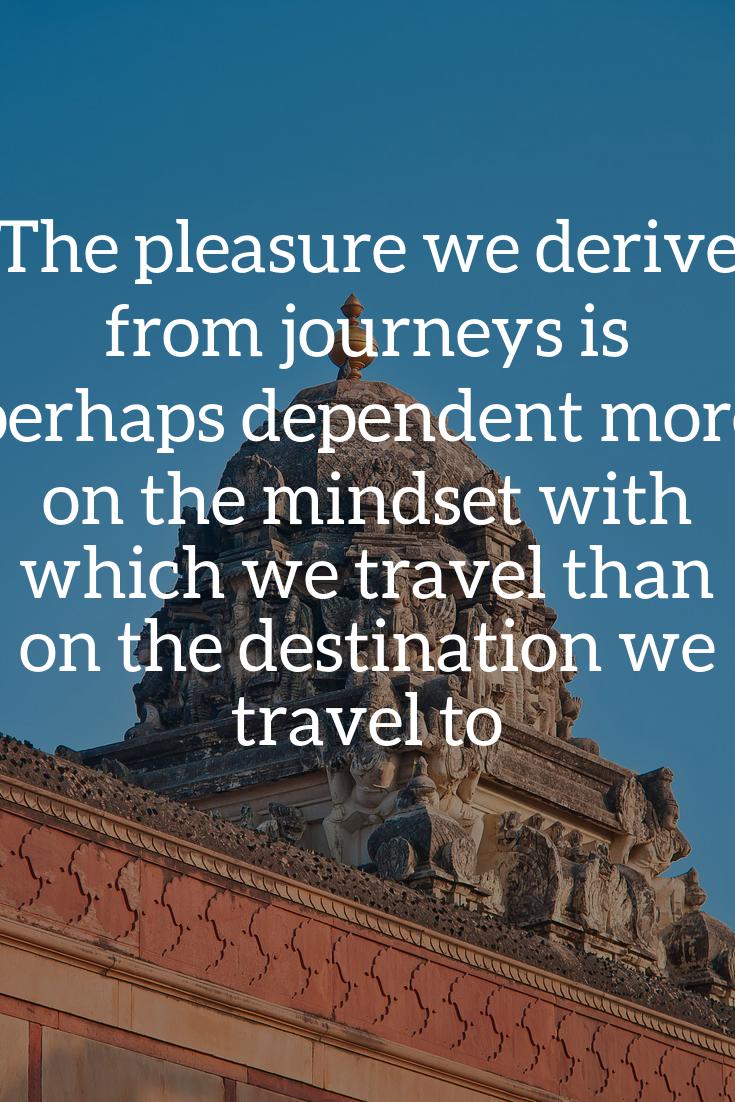 The pleasure we derive
from journeys is
perhaps dependent more
on the mindset with
which we travel than
on the destination we
travel to